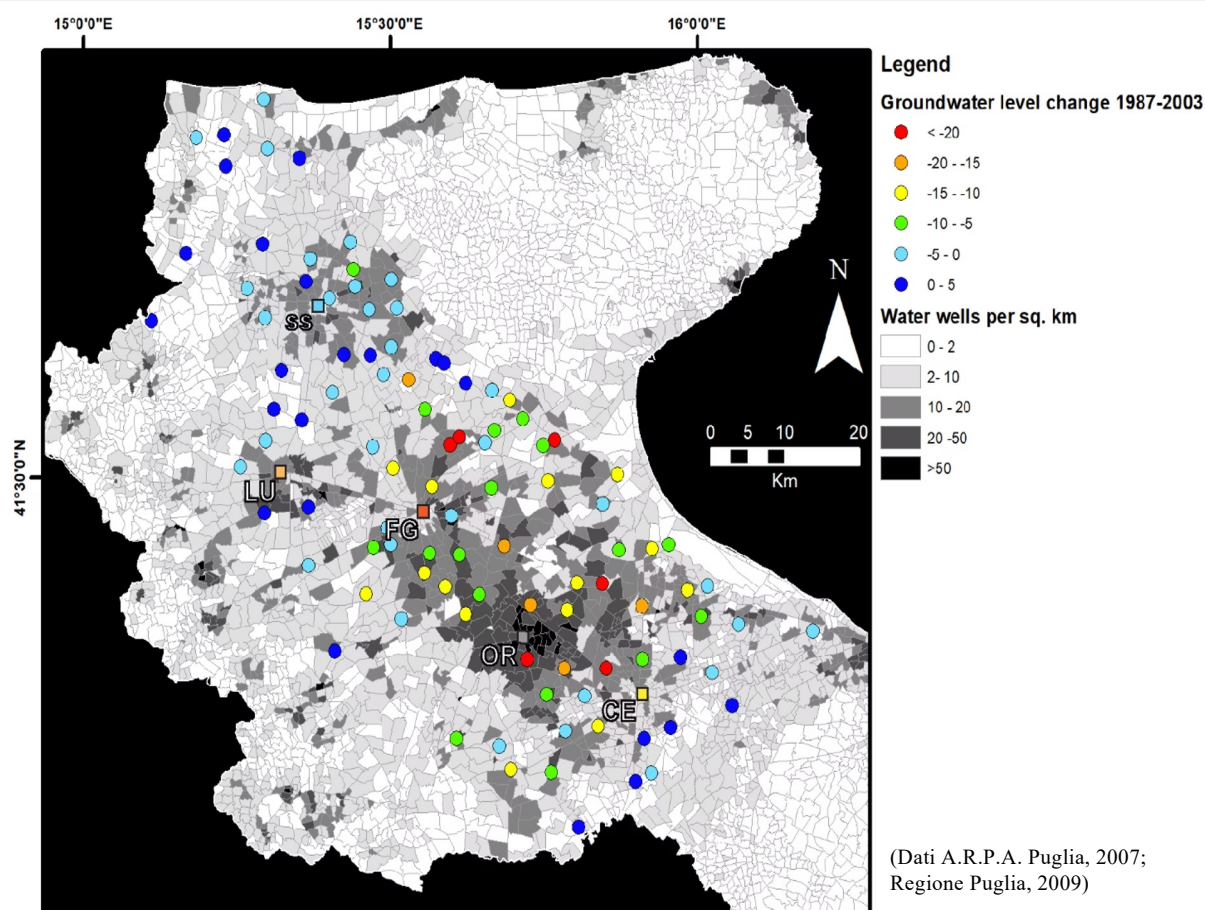 15°0'0"E
15°30'0"E
16°0'0"E
41°30'0"N
SS
LU
FG
OR
CE
N
0 5 10 20
Km
Legend
Groundwater level change 1987-2003
< -20
-20 - -15
-15 - -10
-10 - -5
-5 - 0
0 - 5
Water wells per sq. km
0 - 2
2- 10
10 - 20
20 -50
>50
(Dati A.R.P.A. Puglia, 2007;
Regione Puglia, 2009)